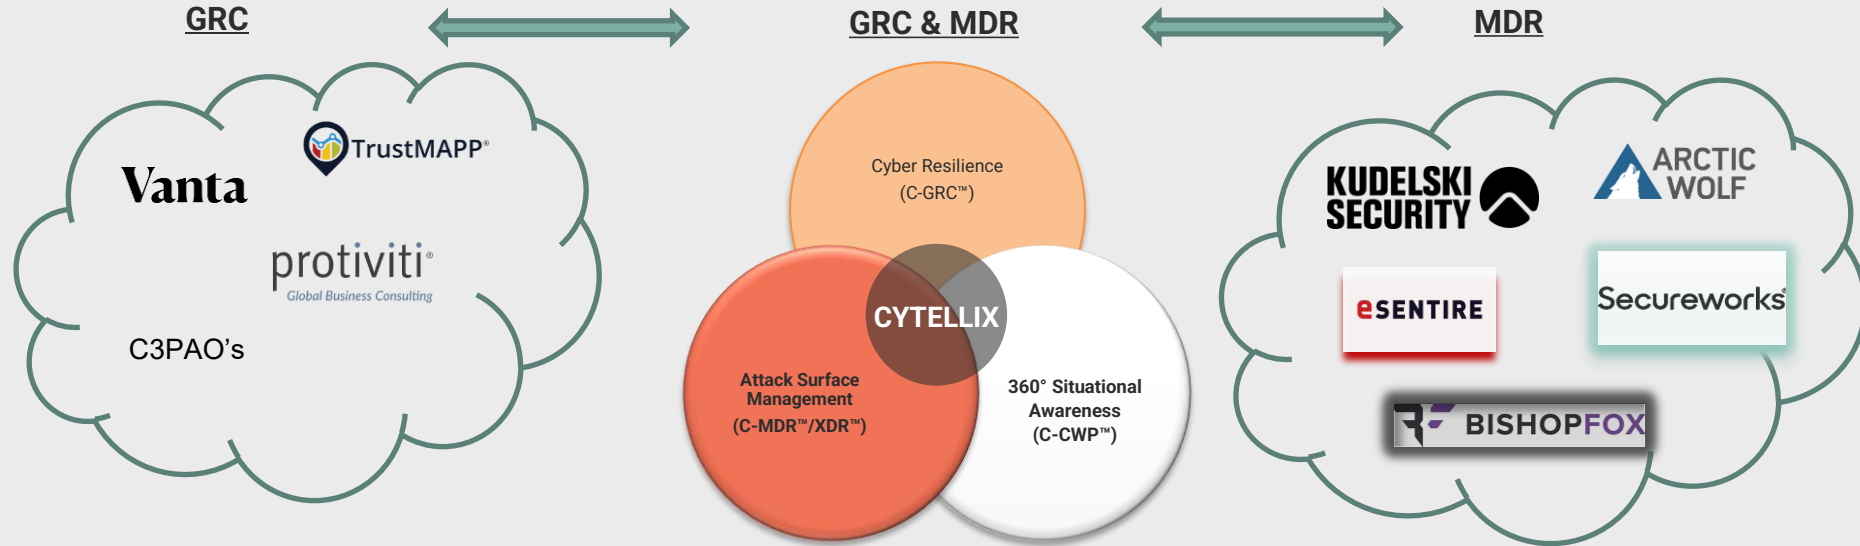 GRC
GRC & MDR
MDR
TrustMAPP®
Vanta
protiviti®
Global Business Consulting
C3PAO's
Cyber Resilience
(C-GRC™)
CYTELLIX
Attack Surface
Management
(C-MDR™/XDR™)
360° Situational
Awareness
(C-CWP™)
KUDELSKI
SECURITY
ARCTIC
WOLF
eSENTIRE
Secureworks®
BISHOPFOX